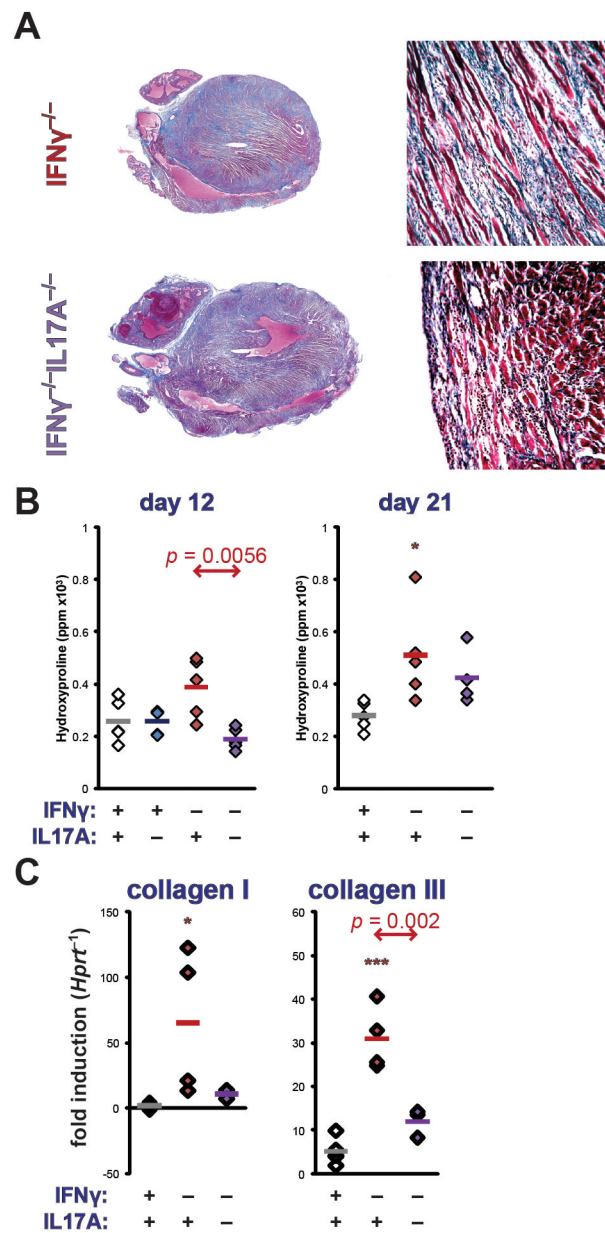 A
IFNγ⁻/⁻
IFNγ⁻/⁻IL17A⁻/⁻
B
day 12
day 21
Hydroxyproline (ppm x10³)
1
0.8
0.6
0.4
0.2
0
p = 0.0056
Hydroxyproline (ppm x10³)
1
0.8
0.6
0.4
0.2
0
*
IFNγ: + + – – + – –
IL17A: + – + – + + –
C
collagen I
collagen III
fold induction (Hprt⁻¹)
150
100
50
0
-50
*
60
50
40
30
20
10
0
p = 0.002
***
IFNγ: + – – + – –
IL17A: + + – + + –